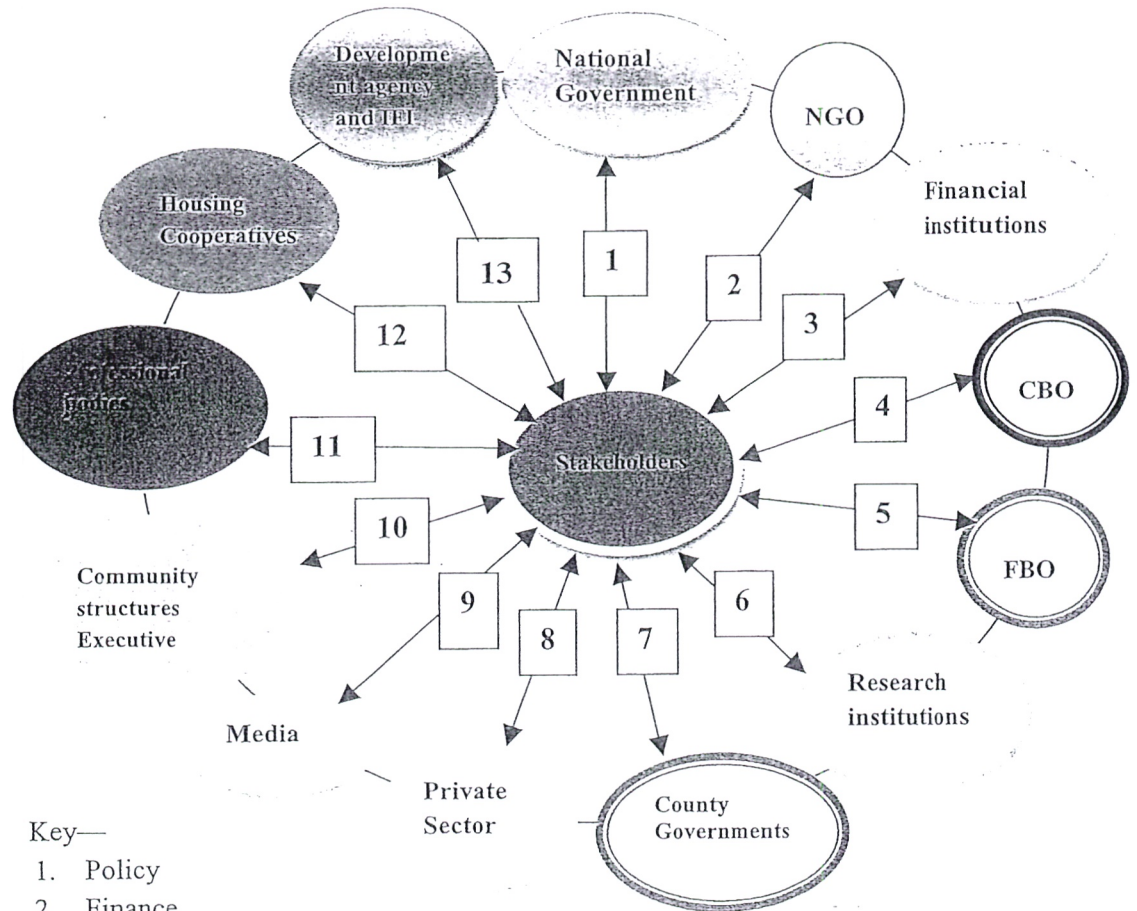 Developme
nt agency
and IFI
National
Government
NGO
Housing
Cooperatives
Financial
institutions
13
1
2
3
12
Professional
bodies
4
CBO
11
Stakeholders
5
10
FBO
Community
structures
Executive
9
8
7
6
Research
institutions
Media
Private
Sector
County
Governments
Key—
1. Policy
2. Finance